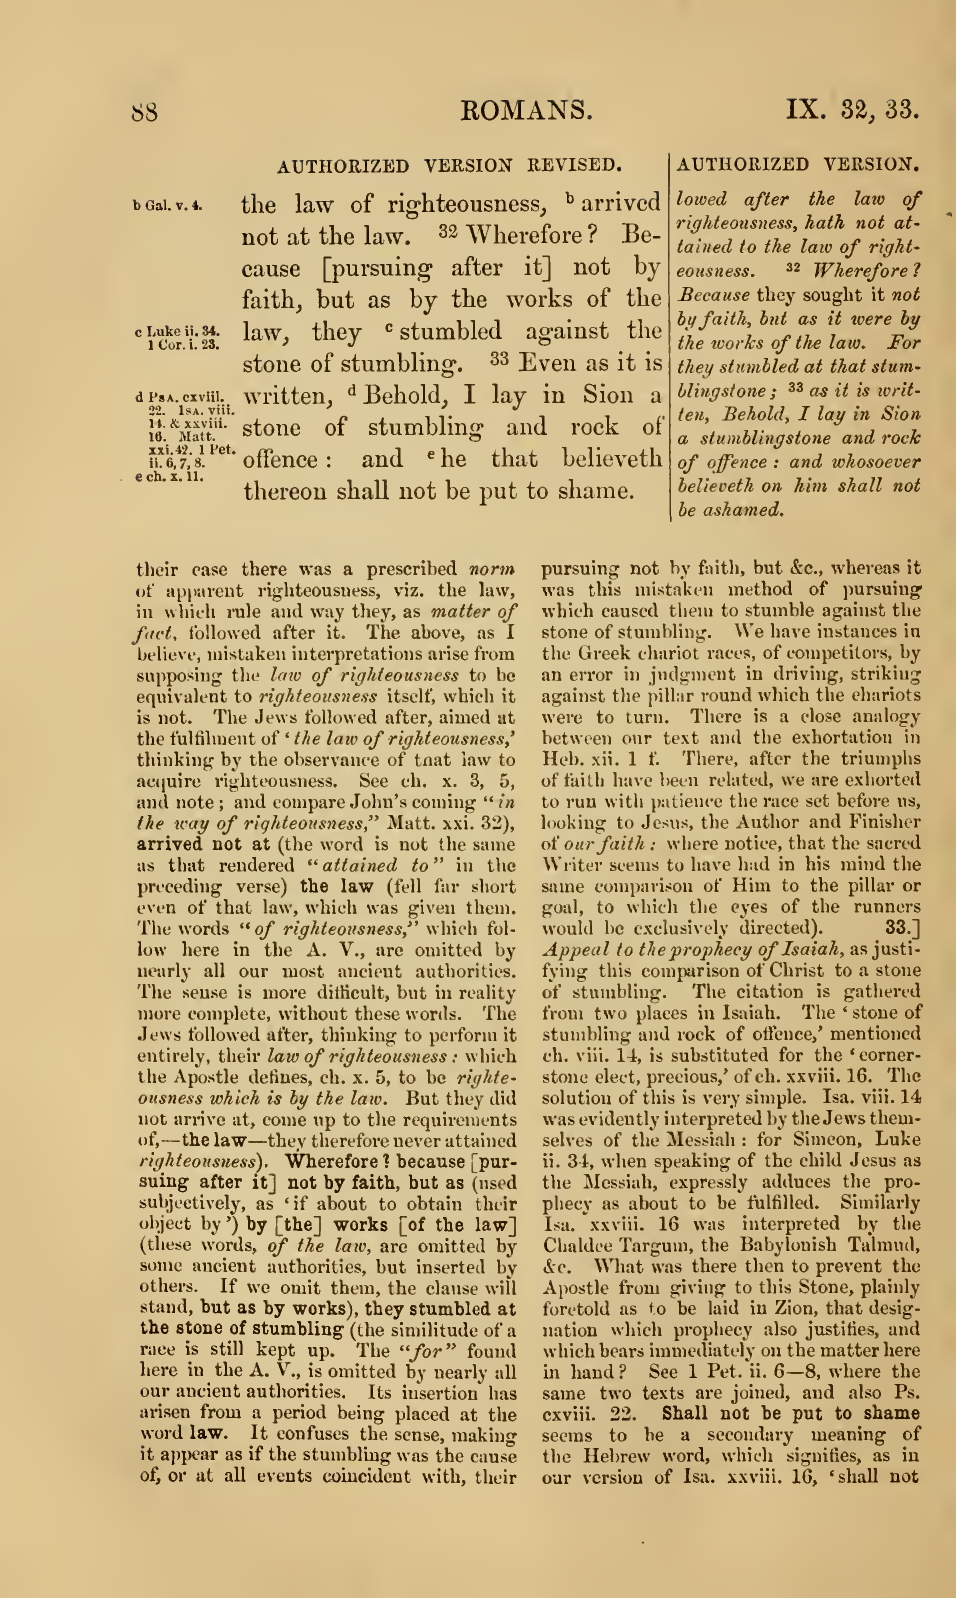 88
ROMANS.
IX. 32, 33.
AUTHORIZED VERSION REVISED.
b Gal. v. 4.
the law of righteousness, b arrived
not at the law. 32 Wherefore? Be-
cause [pursuing after it] not by
faith, but as by the works of the
c Luke ii. 34.
1 Cor. i. 23.
law, they c stumbled against the
stone of stumbling. 33 Even as it is
d PSA. cxviii.
22. ISA. viii.
14. & xxviii.
16. Matt.
xxi. 42. 1 Pet.
ii. 6, 7, 8.
e ch. x. 11.
written, d Behold, I lay in Sion a
stone of stumbling and rock of
offence : and e he that believeth
thereon shall not be put to shame.
AUTHORIZED VERSION.
lowed after the law of
righteousness, hath not at-
tained to the law of right-
eousness. 32 Wherefore?
Because they sought it not
by faith, but as it were by
the works of the law. For
they stumbled at that stum-
blingstone; 33 as it is writ-
ten, Behold, I lay in Sion
a stumblingstone and rock
of offence : and whosoever
believeth on him shall not
be ashamed.
their case there was a prescribed norm
of apparent righteousness, viz. the law,
in which rule and way they, as matter of
fact, followed after it. The above, as I
believe, mistaken interpretations arise from
supposing the law of righteousness to be
equivalent to righteousness itself, which it
is not. The Jews followed after, aimed at
the fulfilment of ‘the law of righteousness,’
thinking by the observance of tnat law to
acquire righteousness. See ch. x. 3, 5,
and note; and compare John's coming “in
the way of righteousness,” Matt. xxi. 32),
arrived not at (the word is not the same
as that rendered “attained to” in the
preceding verse) the law (fell far short
even of that law, which was given them.
The words “of righteousness,” which fol-
low here in the A. V., are omitted by
nearly all our most ancient authorities.
The sense is more difficult, but in reality
more complete, without these words. The
Jews followed after, thinking to perform it
entirely, their law of righteousness : which
the Apostle defines, ch. x. 5, to be righte-
ousness which is by the law. But they did
not arrive at, come up to the requirements
of,—the law—they therefore never attained
righteousness). Wherefore? because [pur-
suing after it] not by faith, but as (used
subjectively, as ‘if about to obtain their
object by’) by [the] works [of the law]
(these words, of the law, are omitted by
some ancient authorities, but inserted by
others. If we omit them, the clause will
stand, but as by works), they stumbled at
the stone of stumbling (the similitude of a
race is still kept up. The “for” found
here in the A. V., is omitted by nearly all
our ancient authorities. Its insertion has
arisen from a period being placed at the
word law. It confuses the sense, making
it appear as if the stumbling was the cause
of, or at all events coincident with, their
pursuing not by faith, but &c., whereas it
was this mistaken method of pursuing
which caused them to stumble against the
stone of stumbling. We have instances in
the Greek chariot races, of competitors, by
an error in judgment in driving, striking
against the pillar round which the chariots
were to turn. There is a close analogy
between our text and the exhortation in
Heb. xii. 1 f. There, after the triumphs
of faith have been related, we are exhorted
to run with patience the race set before us,
looking to Jesus, the Author and Finisher
of our faith : where notice, that the sacred
Writer seems to have had in his mind the
same comparison of Him to the pillar or
goal, to which the eyes of the runners
would be exclusively directed). 33.]
Appeal to the prophecy of Isaiah, as justi-
fying this comparison of Christ to a stone
of stumbling. The citation is gathered
from two places in Isaiah. The ‘stone of
stumbling and rock of offence,’ mentioned
ch. viii. 14, is substituted for the ‘corner-
stone elect, precious,’ of ch. xxviii. 16. The
solution of this is very simple. Isa. viii. 14
was evidently interpreted by the Jews them-
selves of the Messiah : for Simeon, Luke
ii. 34, when speaking of the child Jesus as
the Messiah, expressly adduces the pro-
phecy as about to be fulfilled. Similarly
Isa. xxviii. 16 was interpreted by the
Chaldee Targum, the Babylonish Talmud,
&c. What was there then to prevent the
Apostle from giving to this Stone, plainly
foretold as to be laid in Zion, that desig-
nation which prophecy also justifies, and
which bears immediately on the matter here
in hand? See 1 Pet. ii. 6—8, where the
same two texts are joined, and also Ps.
cxviii. 22. Shall not be put to shame
seems to be a secondary meaning of
the Hebrew word, which signifies, as in
our version of Isa. xxviii. 16, ‘shall not